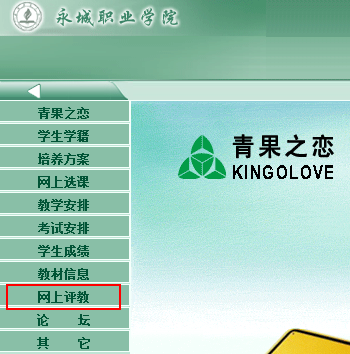 永城职业学院
青果之恋
学生学籍
培养方案
网上选课
教学安排
考试安排
学生成绩
教材信息
网上评教
论 坛
其 它
青果之恋
KINGOLOVE